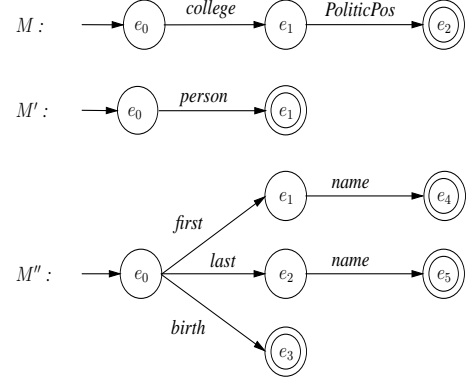 M : e₀ college e₁ PoliticPos e₂
M′ : e₀ person e₁
e₁ name e₄
first
M″ : e₀ last e₂ name e₅
birth
e₃